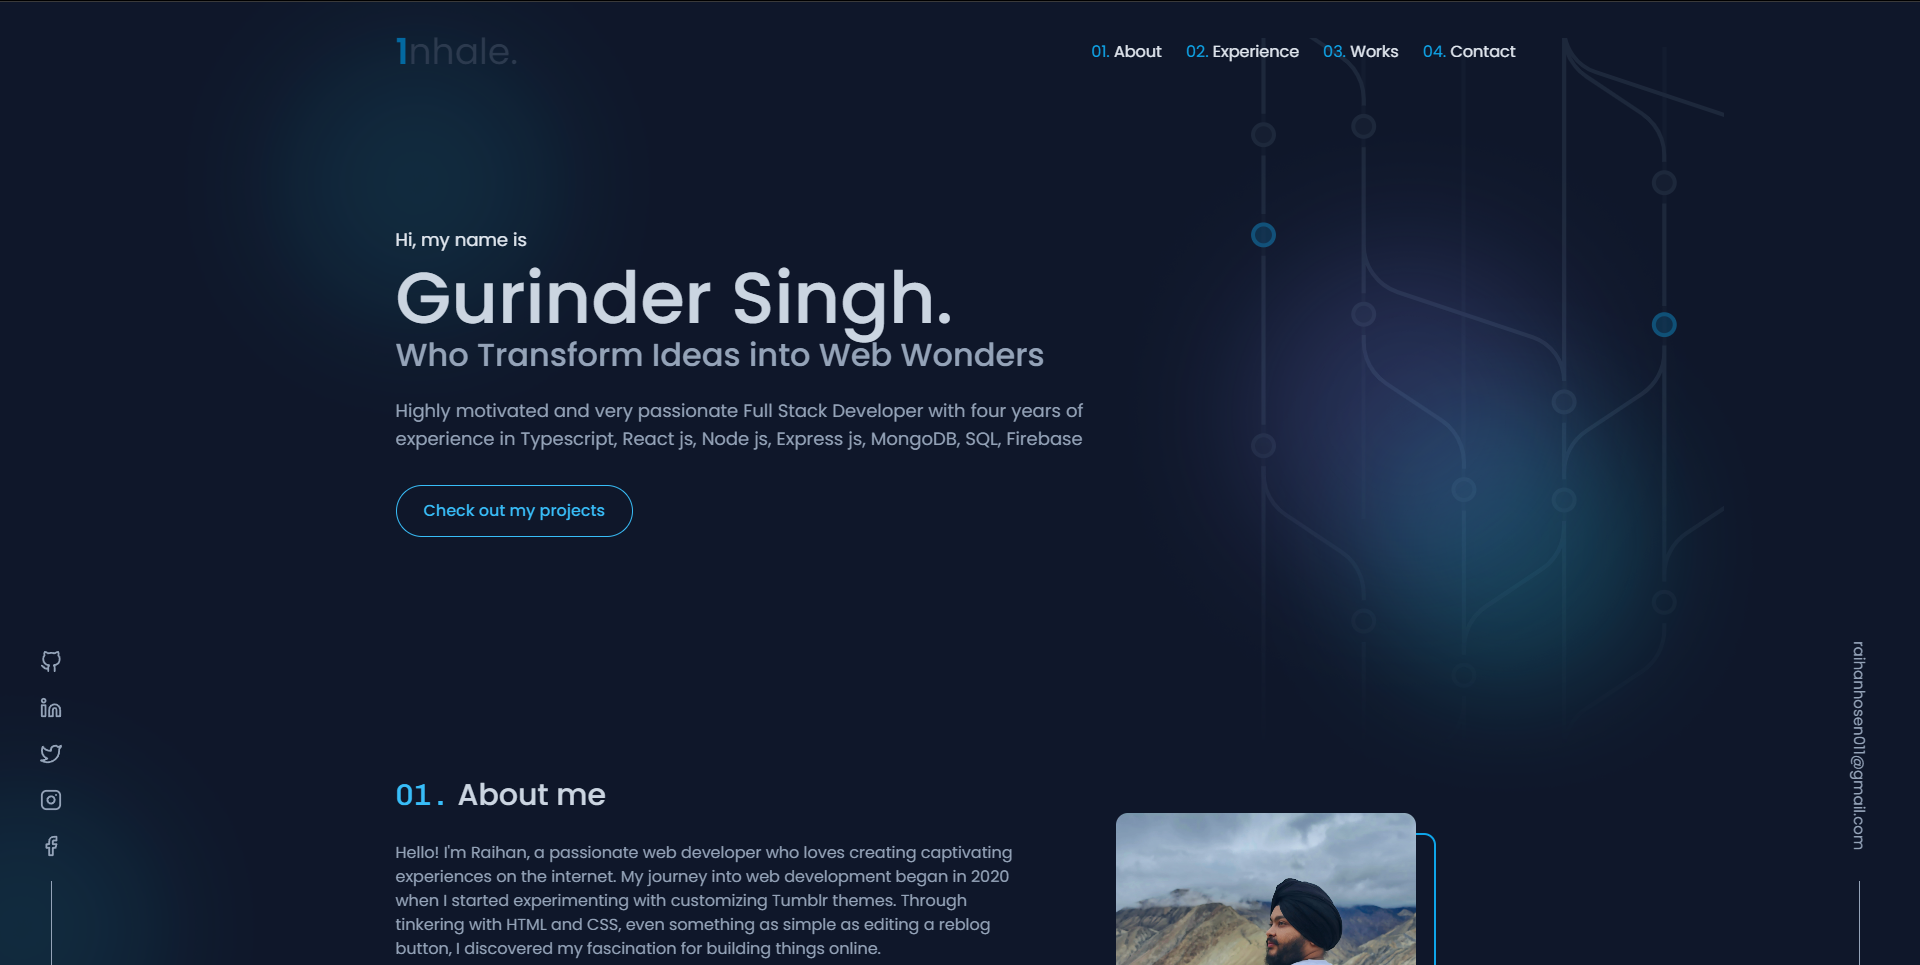 1nhale.
01. About 02. Experience 03. Works 04. Contact
Hi, my name is
Gurinder Singh.
Who Transform Ideas into Web Wonders
Highly motivated and very passionate Full Stack Developer with four years of
experience in Typescript, React js, Node js, Express js, MongoDB, SQL, Firebase
Check out my projects
raihanhosen011@gmail.com
01. About me
Hello! I'm Raihan, a passionate web developer who loves creating captivating
experiences on the internet. My journey into web development began in 2020
when I started experimenting with customizing Tumblr themes. Through
tinkering with HTML and CSS, even something as simple as editing a reblog
button, I discovered my fascination for building things online.